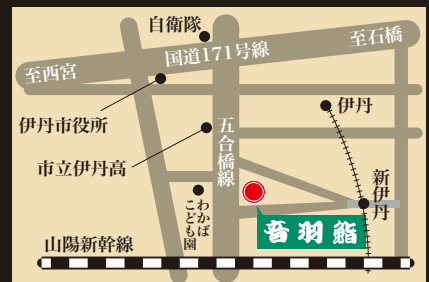 自衛隊
至石橋
国道171号線
至西宮
伊丹
伊丹市役所
五合橋線
市立伊丹高
新伊丹
わかば
こども園
音羽鮨
山陽新幹線